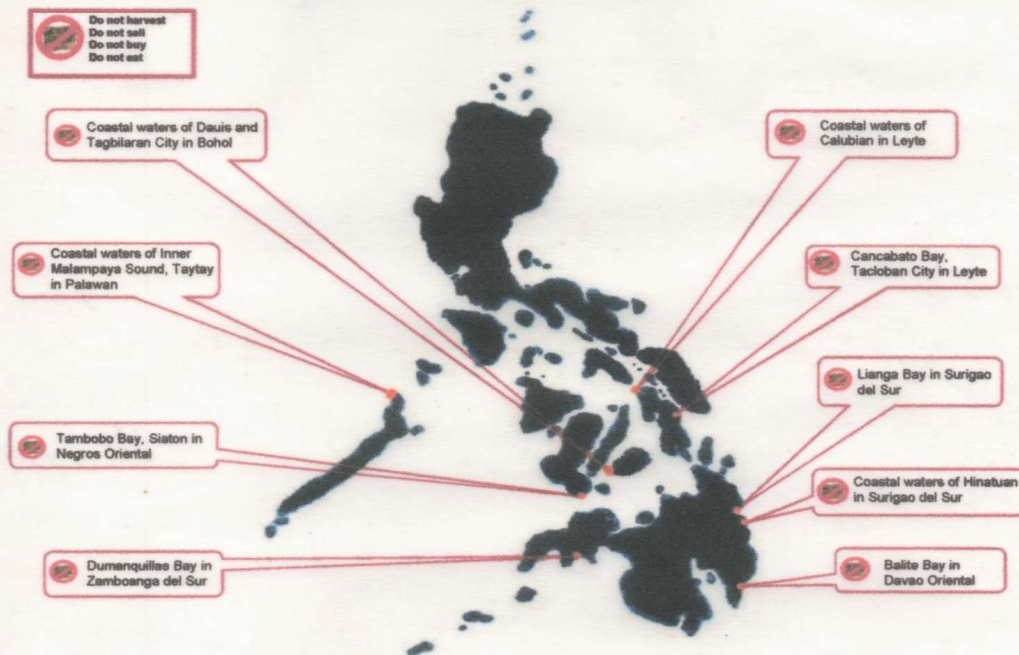 Do not harvest
Do not sell
Do not buy
Do not eat
Coastal waters of Dauis and
Tagbilaran City in Bohol
Coastal waters of
Calubian in Leyte
Coastal waters of Inner
Malampaya Sound, Taytay
in Palawan
Cancabato Bay,
Tacloban City in Leyte
Lianga Bay in Surigao
del Sur
Tambobo Bay, Siaton in
Negros Oriental
Coastal waters of Hinatuan
in Surigao del Sur
Dumanquillas Bay in
Zamboanga del Sur
Balite Bay in
Davao Oriental